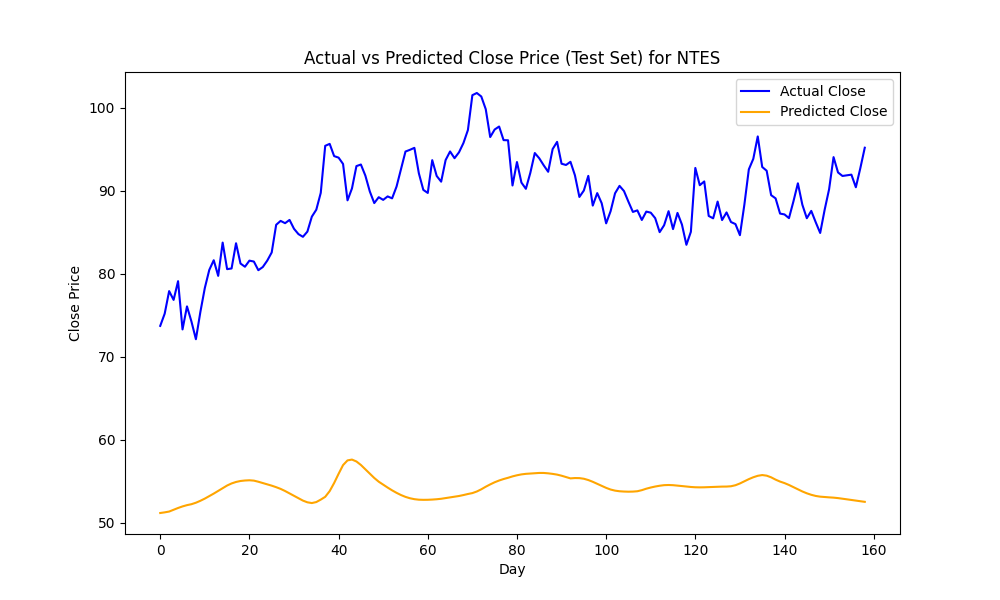 Actual vs Predicted Close Price (Test Set) for NTES
Actual Close
Predicted Close
Close Price
100
90
80
70
60
50
0 20 40 60 80 100 120 140 160
Day